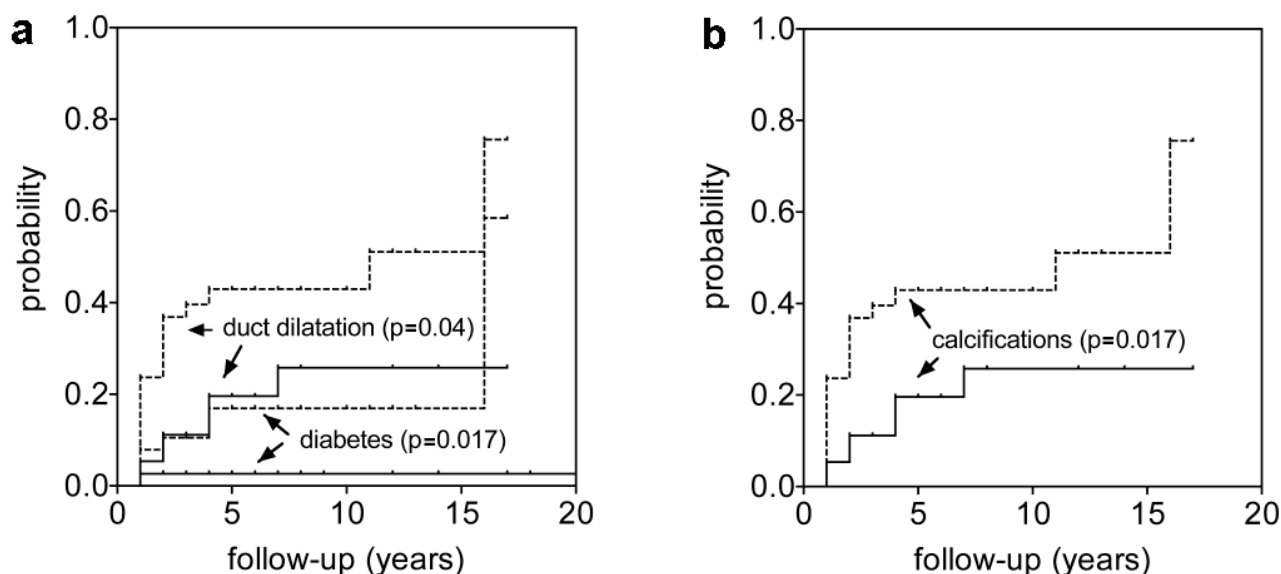 a
1.0
0.8
0.6
0.4
0.2
0.0
probability
duct dilatation (p=0.04)
diabetes (p=0.017)
0 5 10 15 20
follow-up (years)
b
1.0
0.8
0.6
0.4
0.2
0.0
probability
calcifications (p=0.017)
0 5 10 15 20
follow-up (years)